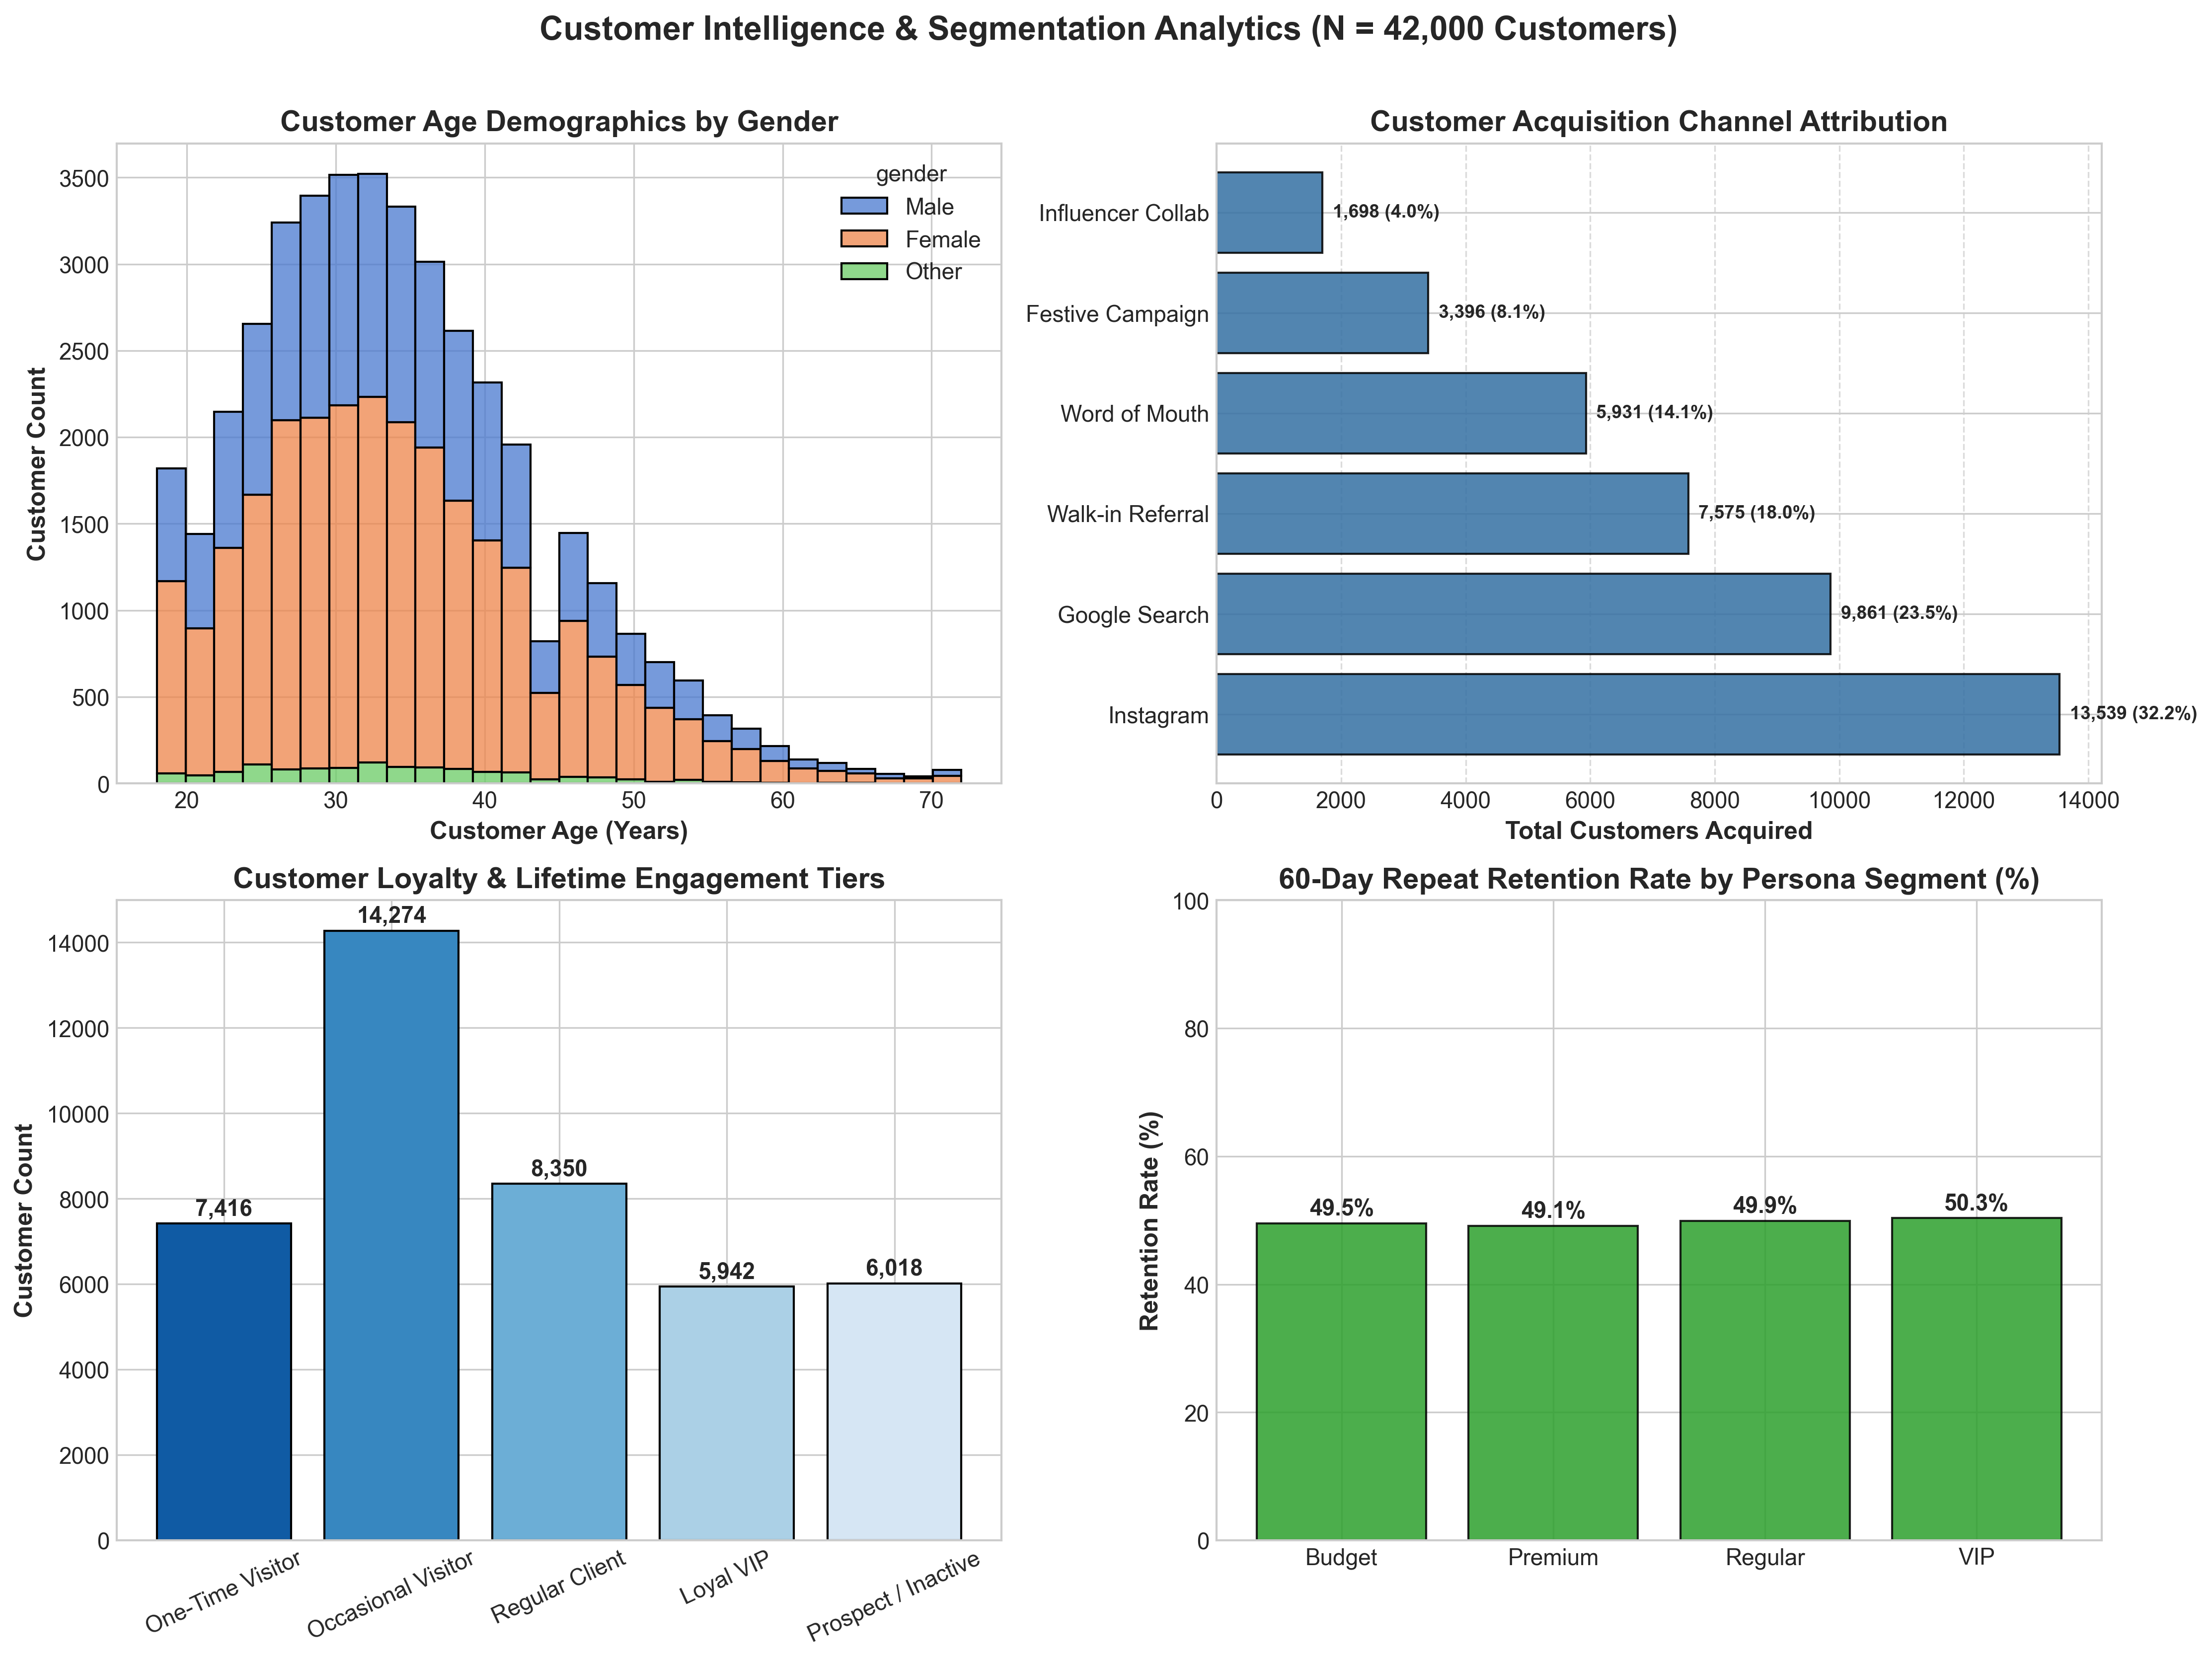 Customer Intelligence & Segmentation Analytics (N = 42,000 Customers)
Customer Age Demographics by Gender
Customer Count
3500
3000
2500
2000
1500
1000
500
0
gender
Male
Female
Other
20 30 40 50 60 70
Customer Age (Years)
Customer Acquisition Channel Attribution
Influencer Collab 1,698 (4.0%)
Festive Campaign 3,396 (8.1%)
Word of Mouth 5,931 (14.1%)
Walk-in Referral 7,575 (18.0%)
Google Search 9,861 (23.5%)
Instagram 13,539 (32.2%)
0 2000 4000 6000 8000 10000 12000 14000
Total Customers Acquired
Customer Loyalty & Lifetime Engagement Tiers
Customer Count
14000
12000
10000
8000
6000
4000
2000
0
7,416
14,274
8,350
5,942
6,018
One-Time Visitor
Occasional Visitor
Regular Client
Loyal VIP
Prospect / Inactive
60-Day Repeat Retention Rate by Persona Segment (%)
Retention Rate (%)
100
80
60
40
20
0
49.5%
49.1%
49.9%
50.3%
Budget Premium Regular VIP